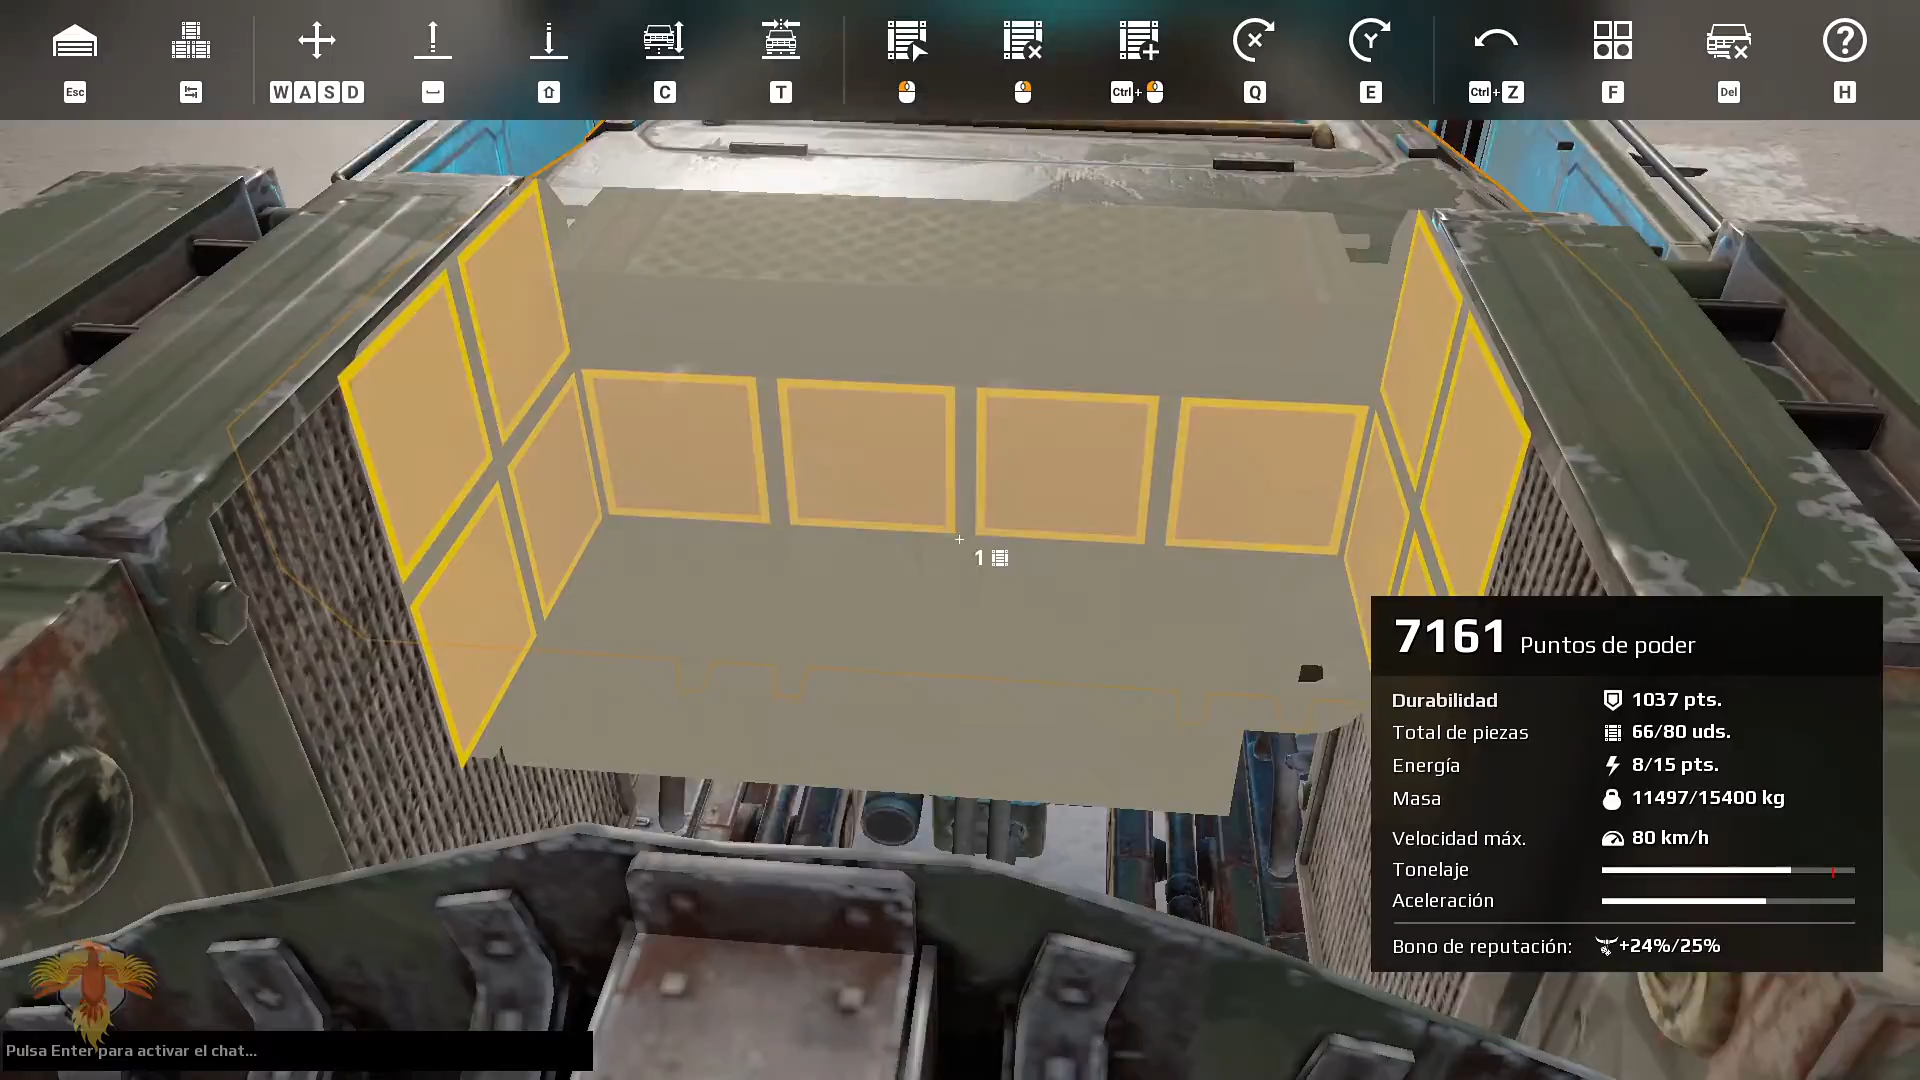 Esc
W A S D
C
T
Ctrl +
X
Q
Y
E
Ctrl + Z
F
Del
?
H
1
7161 Puntos de poder
Durabilidad 1037 pts.
Total de piezas 66/80 uds.
Energía 8/15 pts.
Masa 11497/15400 kg
Velocidad máx. 80 km/h
Tonelaje
Aceleración
Bono de reputación: +24%/25%
Pulsa Enter para activar el chat...